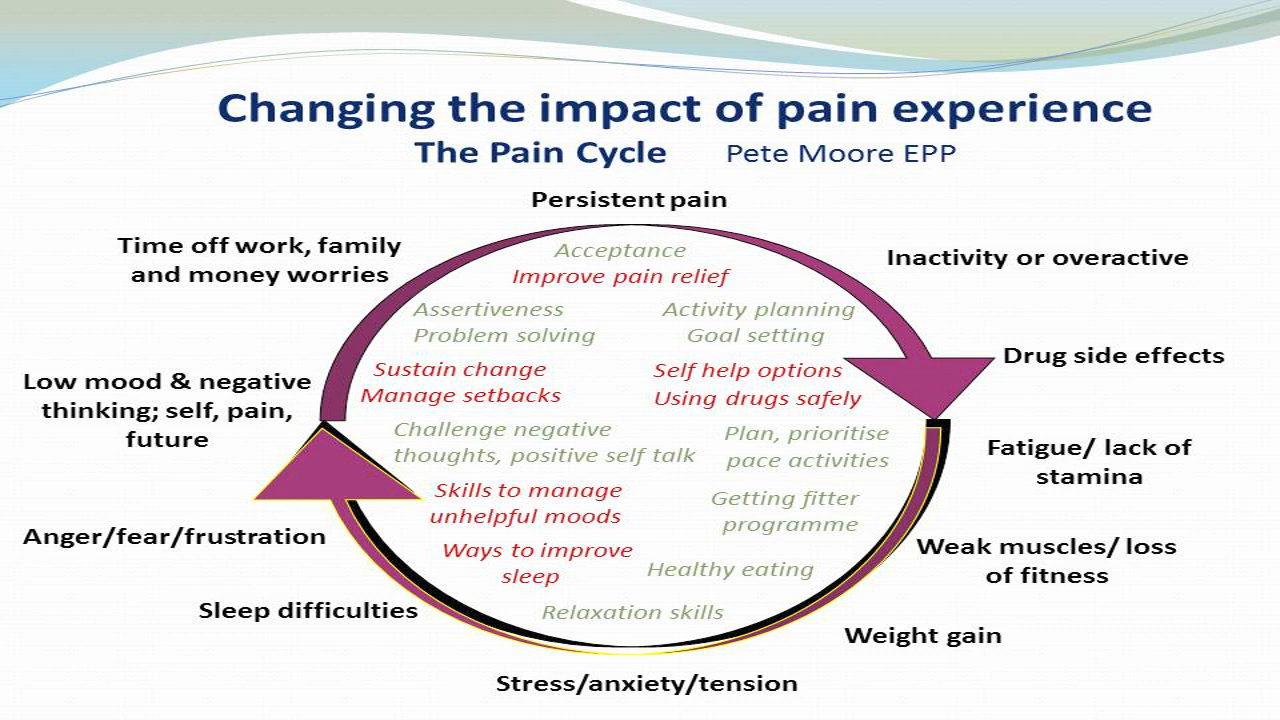 Changing the impact of pain experience
The Pain Cycle Pete Moore EPP
Persistent pain
Inactivity or overactive
Drug side effects
Fatigue/ lack of
stamina
Weak muscles/ loss
of fitness
Weight gain
Stress/anxiety/tension
Sleep difficulties
Anger/fear/frustration
Low mood & negative
thinking; self, pain,
future
Time off work, family
and money worries
Acceptance
Improve pain relief
Assertiveness
Problem solving
Activity planning
Goal setting
Sustain change
Manage setbacks
Self help options
Using drugs safely
Challenge negative
thoughts, positive self talk
Plan, prioritise
pace activities
Skills to manage
unhelpful moods
Getting fitter
programme
Ways to improve
sleep
Healthy eating
Relaxation skills